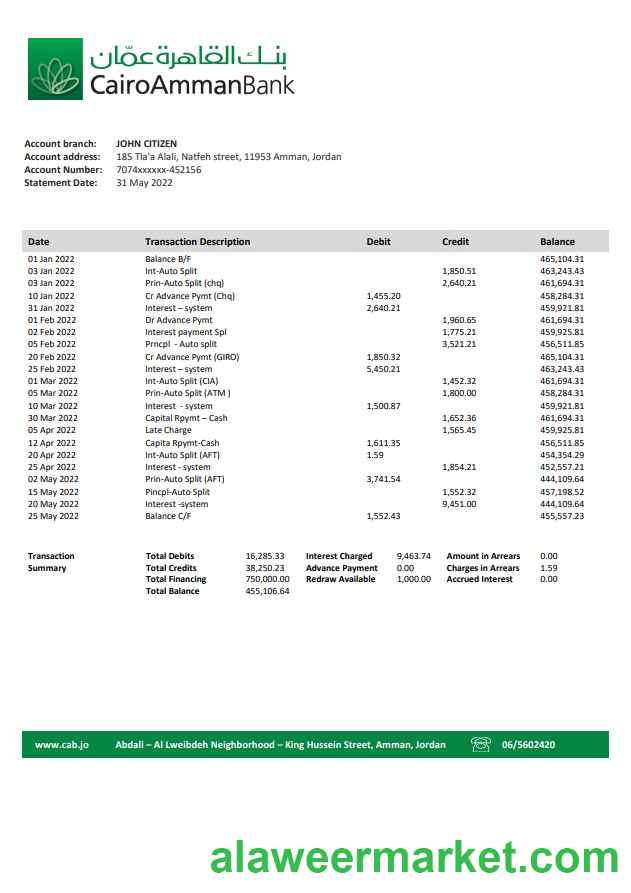 بنك القاهرة عمّان
CairoAmmanBank
Account branch: JOHN CITIZEN
Account address: 185 Tla'a Alali, Natfeh street, 11953 Amman, Jordan
Account Number: 7074xxxxxx-452156
Statement Date: 31 May 2022
Date Transaction Description Debit Credit Balance
01 Jan 2022 Balance B/F 465,104.31
03 Jan 2022 Int-Auto Split 1,850.51 463,243.43
03 Jan 2022 Prin-Auto Split (chq) 2,640.21 461,694.31
10 Jan 2022 Cr Advance Pymt (Chq) 1,455.20 458,284.31
31 Jan 2022 Interest – system 2,640.21 459,921.81
01 Feb 2022 Dr Advance Pymt 1,960.65 461,694.31
02 Feb 2022 Interest payment Spl 1,775.21 459,925.81
05 Feb 2022 Prncpl - Auto split 3,521.21 456,511.85
20 Feb 2022 Cr Advance Pymt (GIRO) 1,850.32 465,104.31
25 Feb 2022 Interest – system 5,450.21 463,243.43
01 Mar 2022 Int-Auto Split (CIA) 1,452.32 461,694.31
05 Mar 2022 Prin-Auto Split (ATM ) 1,800.00 458,284.31
10 Mar 2022 Interest - system 1,500.87 459,921.81
30 Mar 2022 Capital Rpymt – Cash 1,652.36 461,694.31
05 Apr 2022 Late Charge 1,565.45 459,925.81
12 Apr 2022 Capita Rpymt-Cash 1,611.35 456,511.85
20 Apr 2022 Int-Auto Split (AFT) 1.59 454,354.29
25 Apr 2022 Interest - system 1,854.21 452,557.21
02 May 2022 Prin-Auto Split (AFT) 3,741.54 444,109.64
15 May 2022 Pincpl-Auto Split 1,552.32 457,198.52
20 May 2022 Interest -system 9,451.00 444,109.64
25 May 2022 Balance C/F 1,552.43 455,557.23
Transaction Total Debits 16,285.33 Interest Charged 9,463.74 Amount in Arrears 0.00
Summary Total Credits 38,250.23 Advance Payment 0.00 Charges in Arrears 1.59
Total Financing 750,000.00 Redraw Available 1,000.00 Accrued Interest 0.00
Total Balance 455,106.64
www.cab.jo Abdali – Al Lweibdeh Neighborhood – King Hussein Street, Amman, Jordan 06/5602420
alaweermarket.com